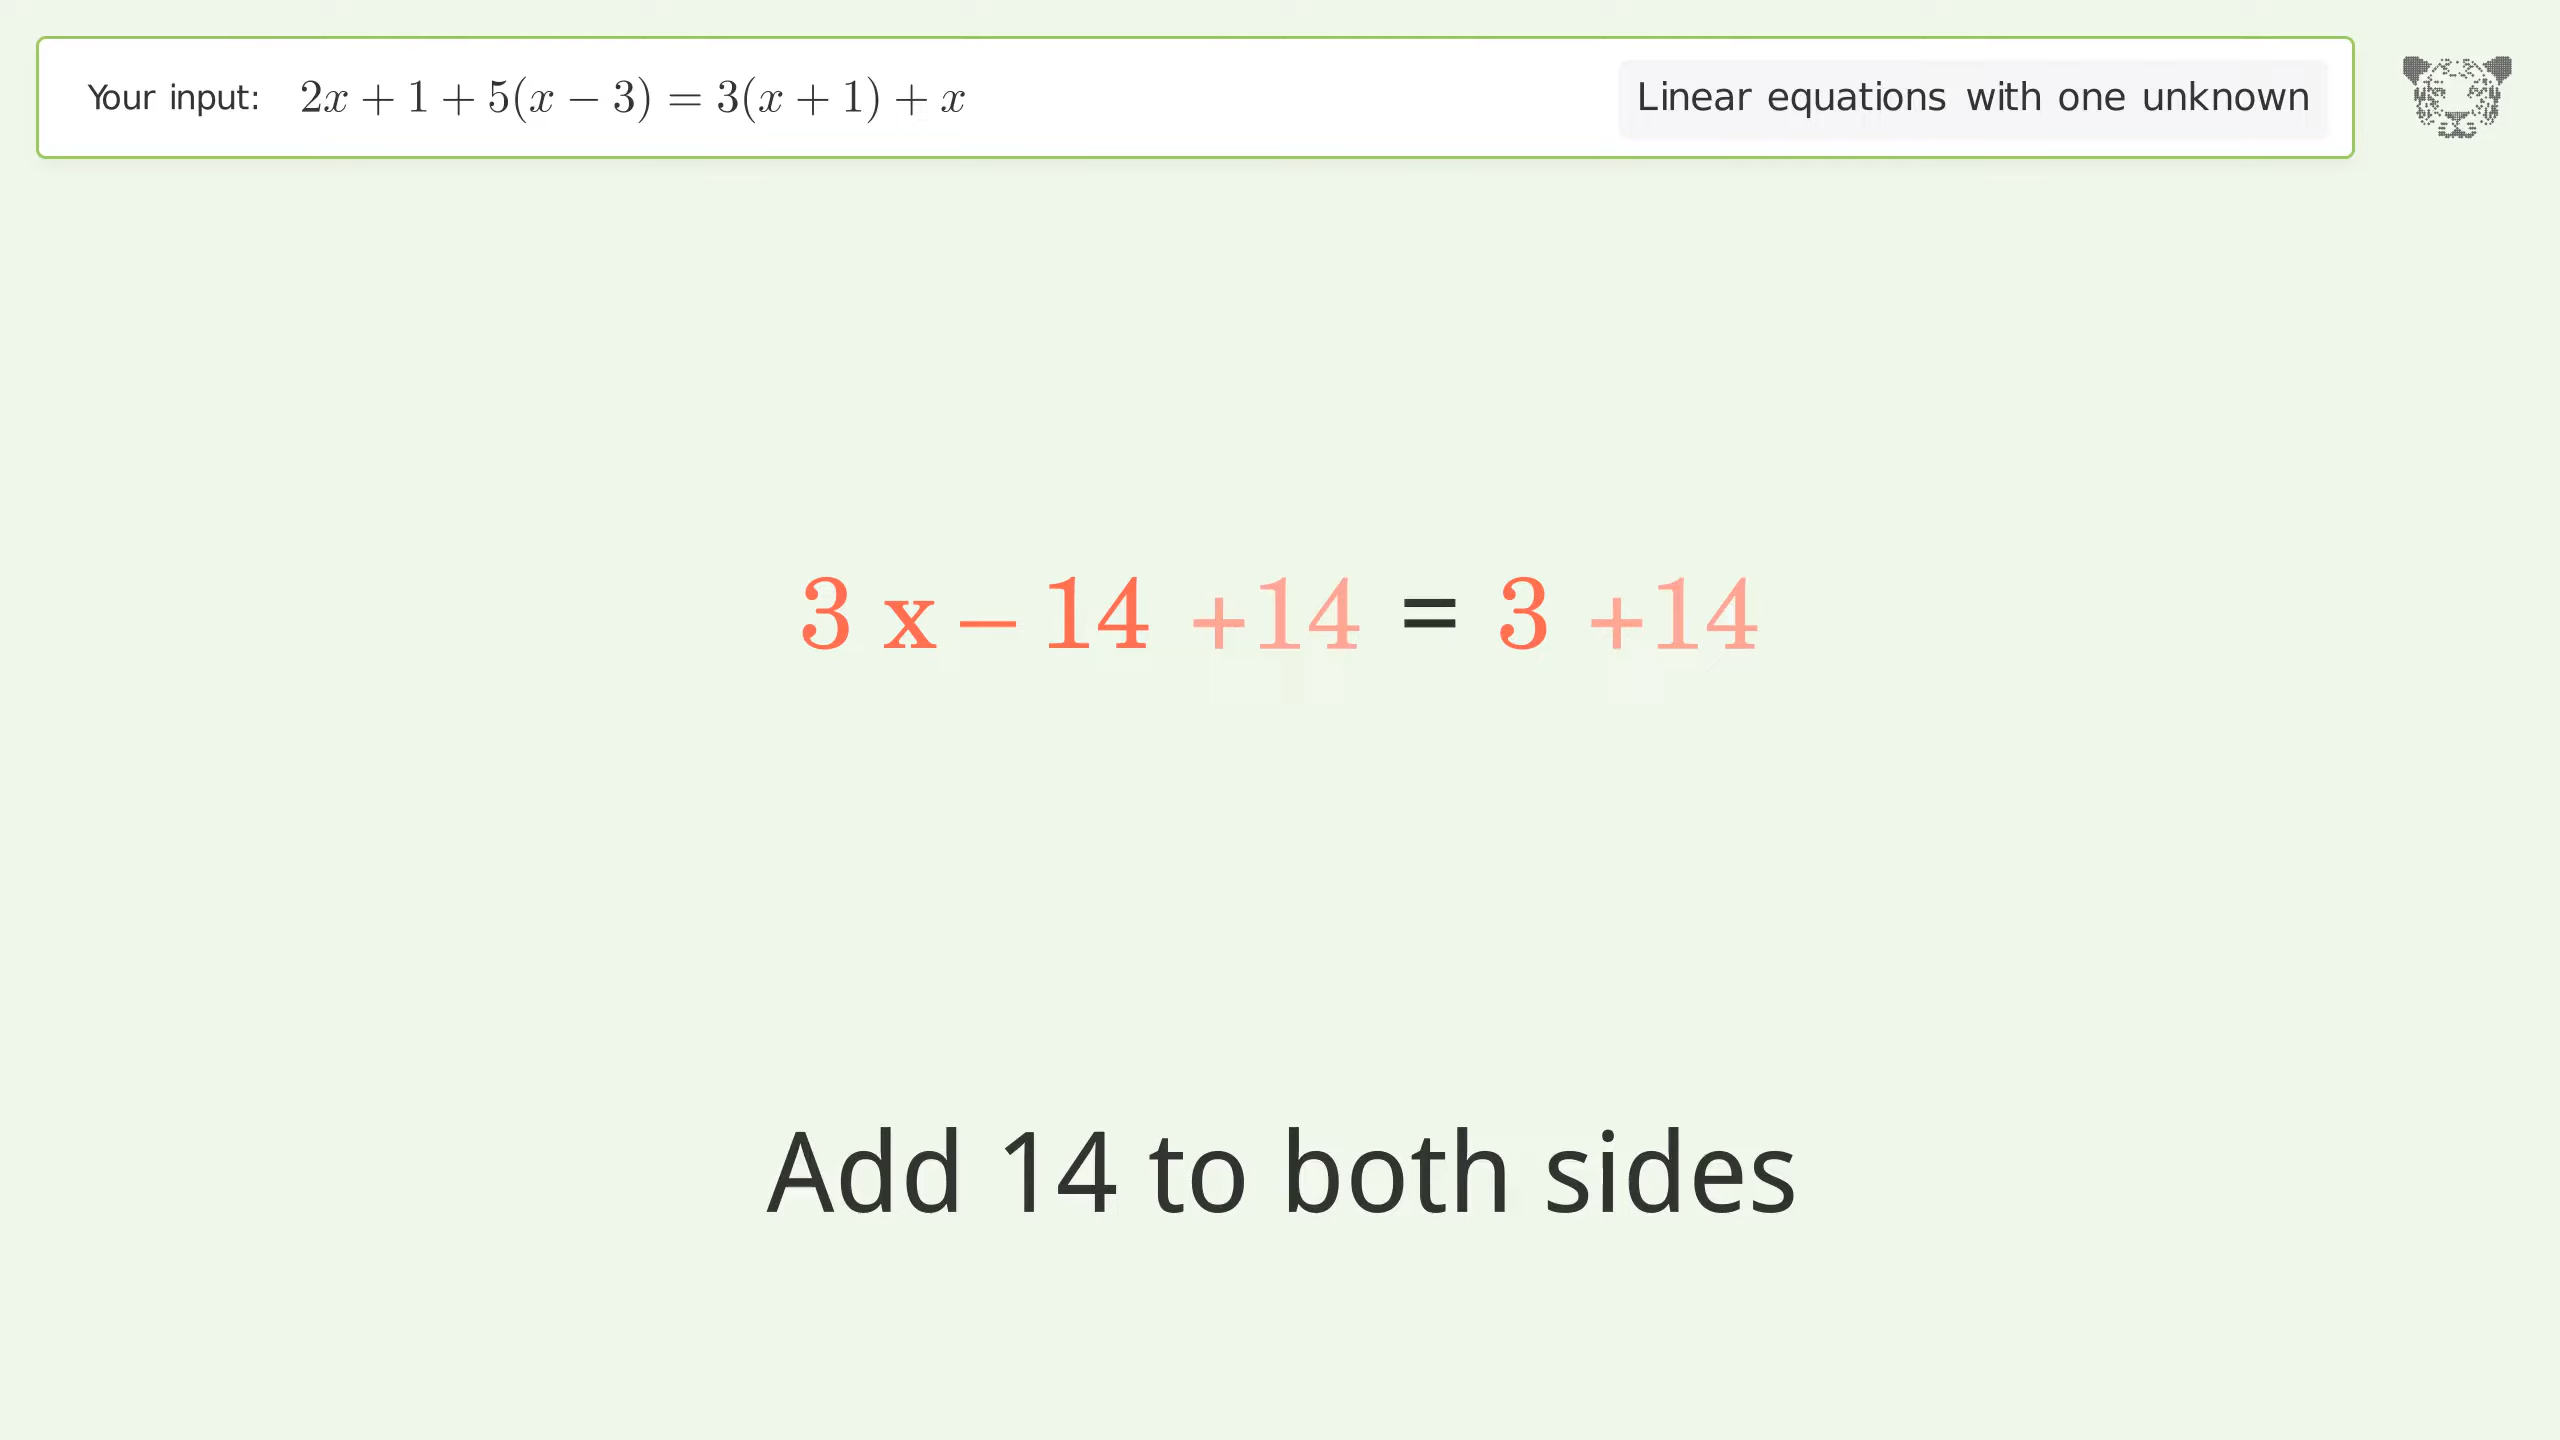 Your input: 2x + 1 + 5(x − 3) = 3(x + 1) + x
Linear equations with one unknown
3 x – 14 +14 = 3 +14
Add 14 to both sides